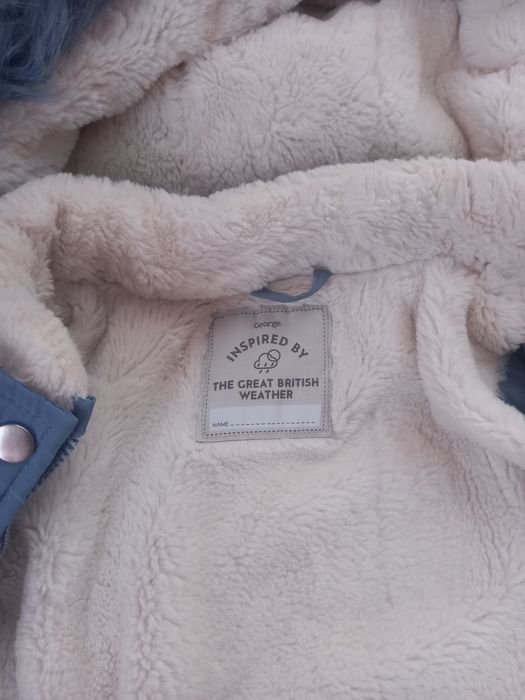 George.
INSPIRED BY
THE GREAT BRITISH
WEATHER
NAME